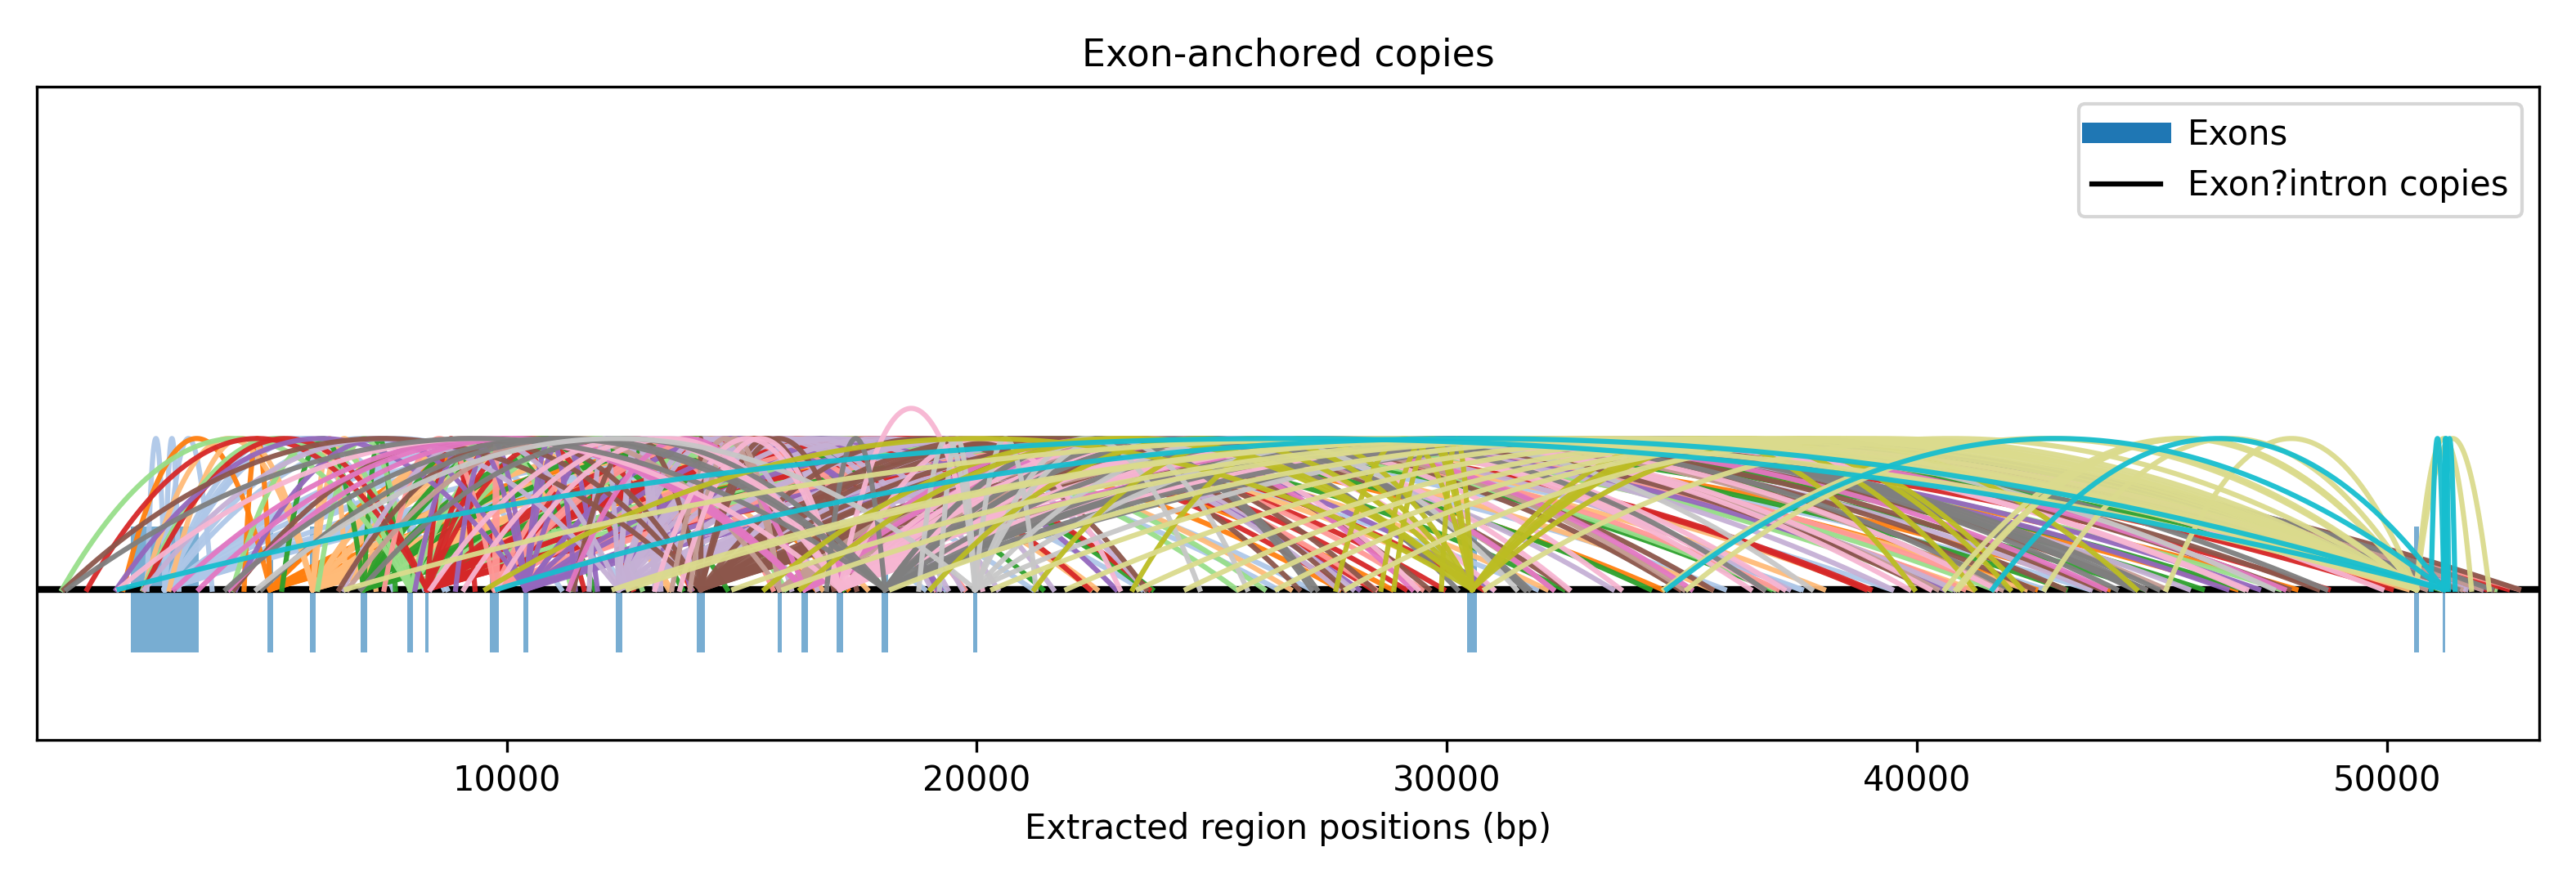 Exon-anchored copies
Exons
Exon?intron copies
10000 20000 30000 40000 50000
Extracted region positions (bp)